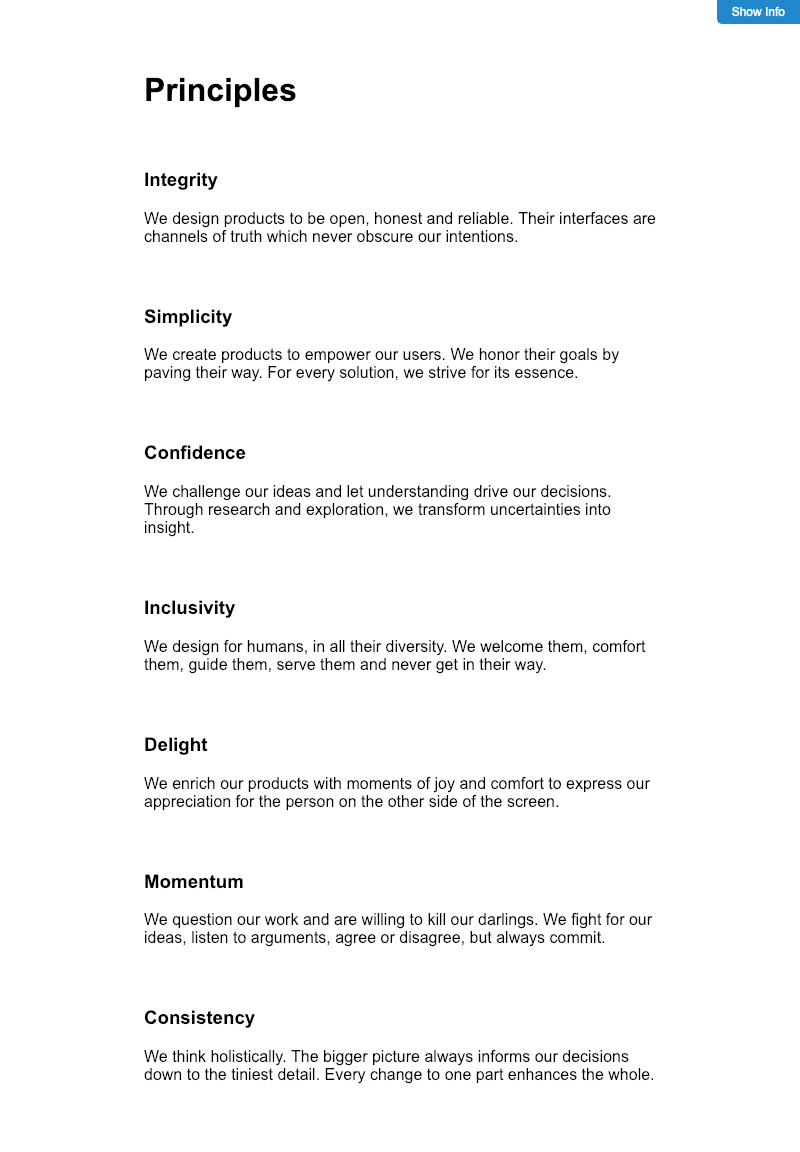 Show Info
Principles
Integrity
We design products to be open, honest and reliable. Their interfaces are
channels of truth which never obscure our intentions.
Simplicity
We create products to empower our users. We honor their goals by
paving their way. For every solution, we strive for its essence.
Confidence
We challenge our ideas and let understanding drive our decisions.
Through research and exploration, we transform uncertainties into
insight.
Inclusivity
We design for humans, in all their diversity. We welcome them, comfort
them, guide them, serve them and never get in their way.
Delight
We enrich our products with moments of joy and comfort to express our
appreciation for the person on the other side of the screen.
Momentum
We question our work and are willing to kill our darlings. We fight for our
ideas, listen to arguments, agree or disagree, but always commit.
Consistency
We think holistically. The bigger picture always informs our decisions
down to the tiniest detail. Every change to one part enhances the whole.